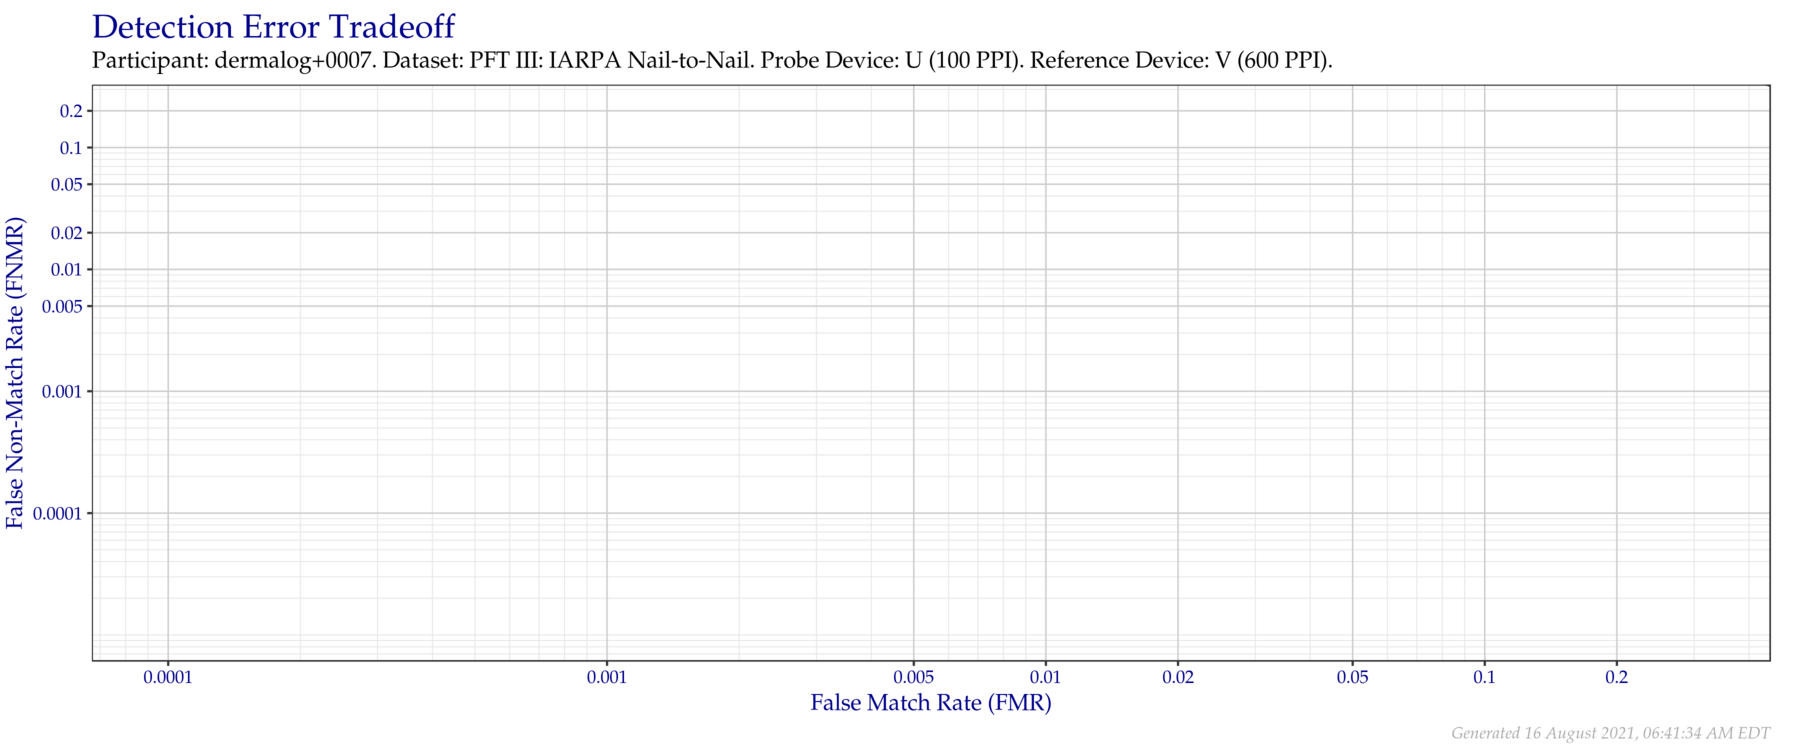 Detection Error Tradeoff
Participant: dermalog+0007. Dataset: PFT III: IARPA Nail-to-Nail. Probe Device: U (100 PPI). Reference Device: V (600 PPI).
False Non-Match Rate (FNMR)
0.2
0.1
0.05
0.02
0.01
0.005
0.001
0.0001
0.0001 0.001 0.005 0.01 0.02 0.05 0.1 0.2
False Match Rate (FMR)
Generated 16 August 2021, 06:41:34 AM EDT